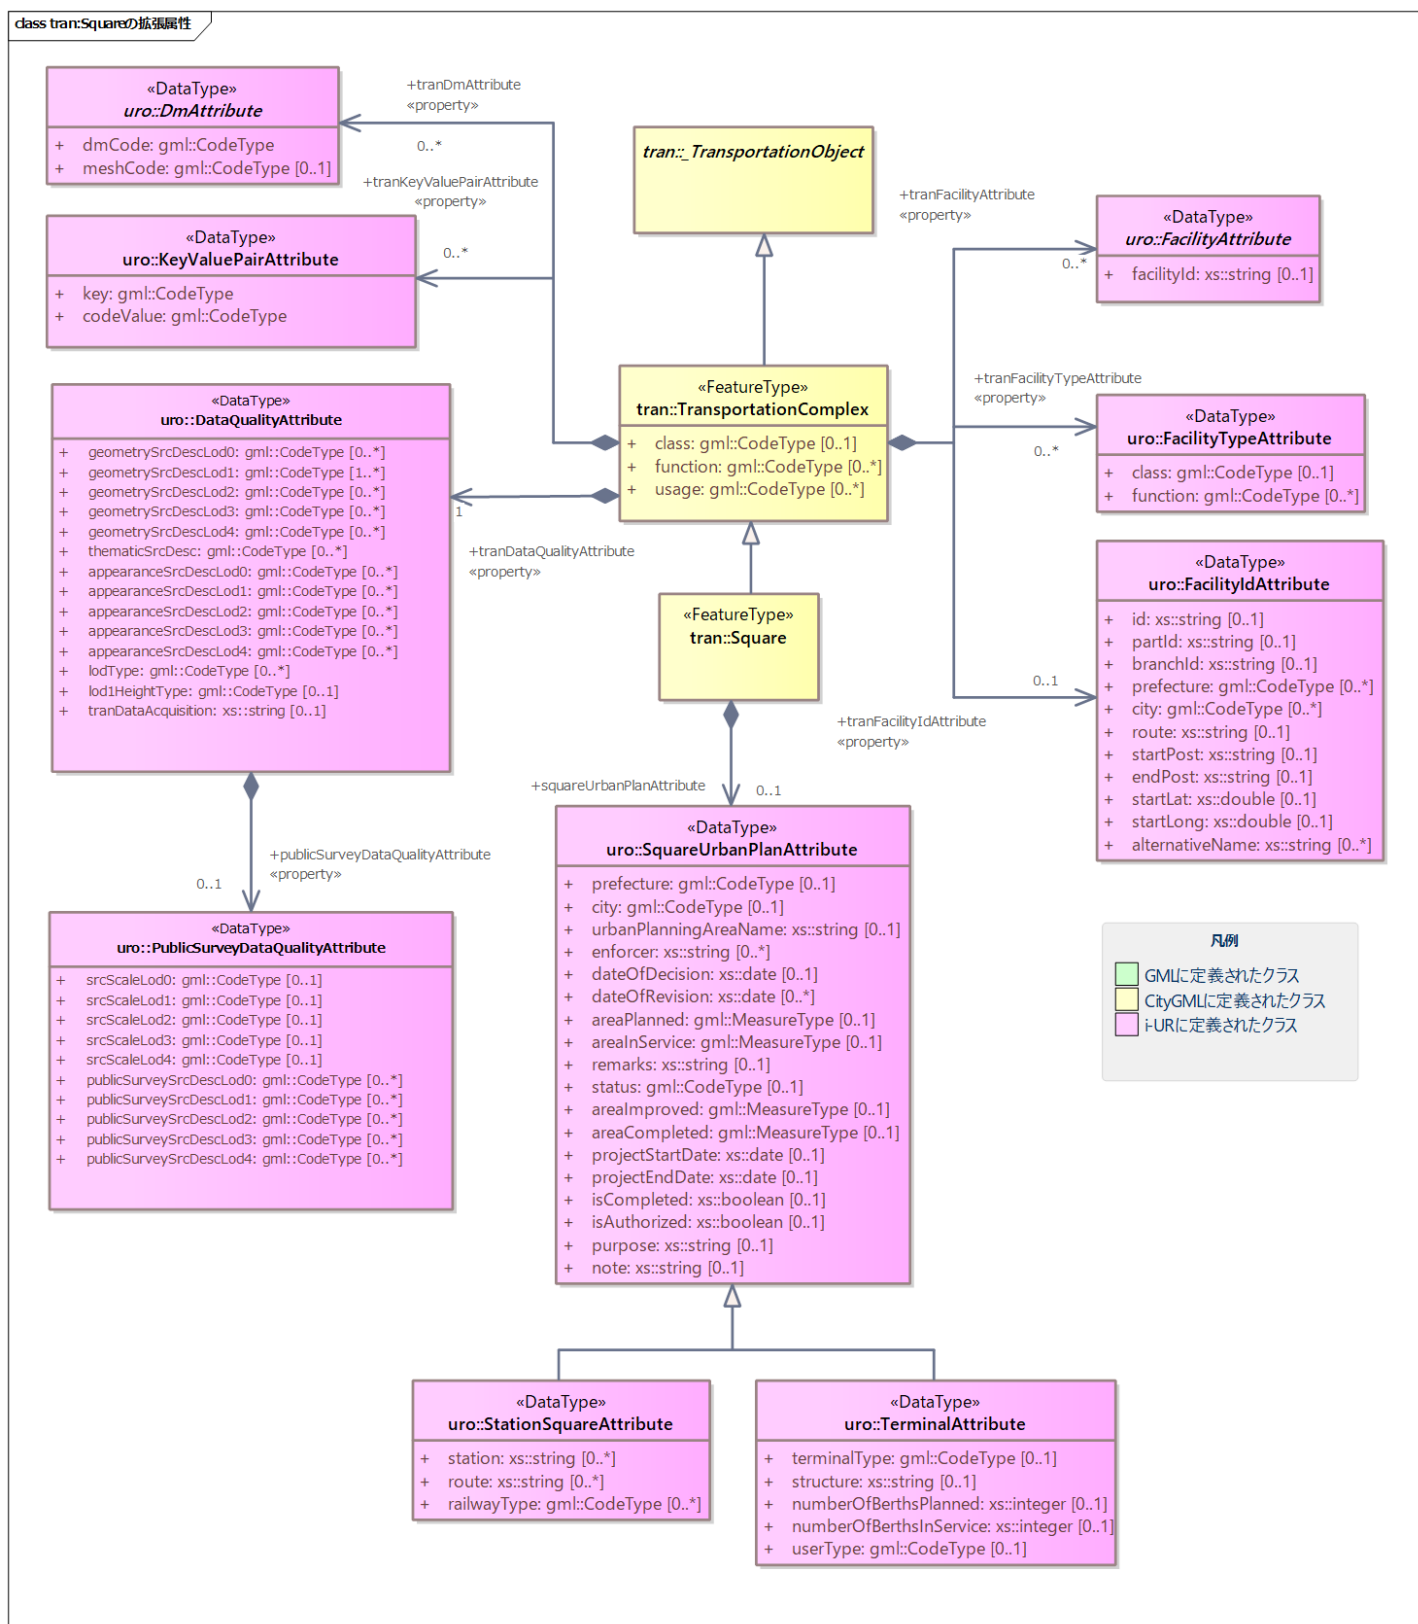 class tran:Squareの拡張属性
«DataType»
uro::DmAttribute
+ dmCode: gml::CodeType
+ meshCode: gml::CodeType [0..1]
+tranDmAttribute
«property»
0..*
+tranKeyValuePairAttribute
«property»
0..*
«DataType»
uro::KeyValuePairAttribute
+ key: gml::CodeType
+ codeValue: gml::CodeType
tran::_TransportationObject
+tranFacilityAttribute
«property»
0..*
«DataType»
uro::FacilityAttribute
+ facilityId: xs::string [0..1]
«FeatureType»
tran::TransportationComplex
+ class: gml::CodeType [0..1]
+ function: gml::CodeType [0..*]
+ usage: gml::CodeType [0..*]
+tranFacilityTypeAttribute
«property»
0..*
«DataType»
uro::FacilityTypeAttribute
+ class: gml::CodeType [0..1]
+ function: gml::CodeType [0..*]
«DataType»
uro::DataQualityAttribute
+ geometrySrcDescLod0: gml::CodeType [0..*]
+ geometrySrcDescLod1: gml::CodeType [1..*]
+ geometrySrcDescLod2: gml::CodeType [0..*]
+ geometrySrcDescLod3: gml::CodeType [0..*]
+ geometrySrcDescLod4: gml::CodeType [0..*]
+ thematicSrcDesc: gml::CodeType [0..*]
+ appearanceSrcDescLod0: gml::CodeType [0..*]
+ appearanceSrcDescLod1: gml::CodeType [0..*]
+ appearanceSrcDescLod2: gml::CodeType [0..*]
+ appearanceSrcDescLod3: gml::CodeType [0..*]
+ appearanceSrcDescLod4: gml::CodeType [0..*]
+ lodType: gml::CodeType [0..*]
+ lod1HeightType: gml::CodeType [0..1]
+ tranDataAcquisition: xs::string [0..1]
1
+tranDataQualityAttribute
«property»
«FeatureType»
tran::Square
«DataType»
uro::FacilityIdAttribute
+ id: xs::string [0..1]
+ partId: xs::string [0..1]
+ branchId: xs::string [0..1]
+ prefecture: gml::CodeType [0..*]
+ city: gml::CodeType [0..*]
+ route: xs::string [0..1]
+ startPost: xs::string [0..1]
+ endPost: xs::string [0..1]
+ startLat: xs::double [0..1]
+ startLong: xs::double [0..1]
+ alternativeName: xs::string [0..*]
0..1
+tranFacilityIdAttribute
«property»
+squareUrbanPlanAttribute
0..1
+publicSurveyDataQualityAttribute
«property»
0..1
«DataType»
uro::SquareUrbanPlanAttribute
+ prefecture: gml::CodeType [0..1]
+ city: gml::CodeType [0..1]
+ urbanPlanningAreaName: xs::string [0..1]
+ enforcer: xs::string [0..*]
+ dateOfDecision: xs::date [0..1]
+ dateOfRevision: xs::date [0..*]
+ areaPlanned: gml::MeasureType [0..1]
+ areaInService: gml::MeasureType [0..1]
+ remarks: xs::string [0..1]
+ status: gml::CodeType [0..1]
+ areaImproved: gml::MeasureType [0..1]
+ areaCompleted: gml::MeasureType [0..1]
+ projectStartDate: xs::date [0..1]
+ projectEndDate: xs::date [0..1]
+ isCompleted: xs::boolean [0..1]
+ isAuthorized: xs::boolean [0..1]
+ purpose: xs::string [0..1]
+ note: xs::string [0..1]
«DataType»
uro::PublicSurveyDataQualityAttribute
+ srcScaleLod0: gml::CodeType [0..1]
+ srcScaleLod1: gml::CodeType [0..1]
+ srcScaleLod2: gml::CodeType [0..1]
+ srcScaleLod3: gml::CodeType [0..1]
+ srcScaleLod4: gml::CodeType [0..1]
+ publicSurveySrcDescLod0: gml::CodeType [0..*]
+ publicSurveySrcDescLod1: gml::CodeType [0..*]
+ publicSurveySrcDescLod2: gml::CodeType [0..*]
+ publicSurveySrcDescLod3: gml::CodeType [0..*]
+ publicSurveySrcDescLod4: gml::CodeType [0..*]
凡例
GMLに定義されたクラス
CityGMLに定義されたクラス
i-URに定義されたクラス
«DataType»
uro::StationSquareAttribute
+ station: xs::string [0..*]
+ route: xs::string [0..*]
+ railwayType: gml::CodeType [0..*]
«DataType»
uro::TerminalAttribute
+ terminalType: gml::CodeType [0..1]
+ structure: xs::string [0..1]
+ numberOfBerthsPlanned: xs::integer [0..1]
+ numberOfBerthsInService: xs::integer [0..1]
+ userType: gml::CodeType [0..1]